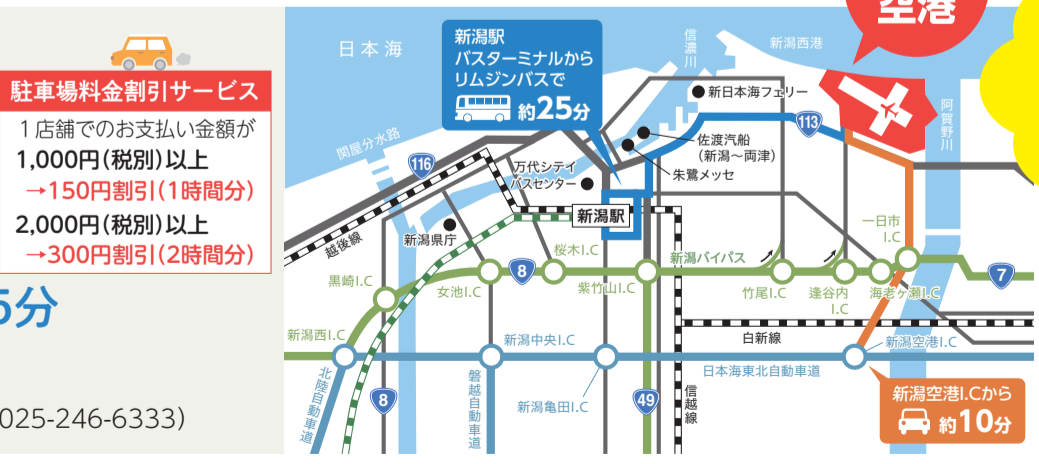 駐車場料金割引サービス
1店舗でのお支払い金額が
1,000円(税別)以上
→150円割引(1時間分)
2,000円(税別)以上
→300円割引(2時間分)
5分
025-246-6333)
空港
日本海
新潟駅
バスターミナルから
リムジンバスで
約25分
信濃川
新潟西港
新日本海フェリー
113
阿賀野川
佐渡汽船
(新潟〜両津)
朱鷺メッセ
関屋分水路
116
万代シテイ
バスセンター
新潟駅
新潟県庁
越後線
一日市
I.C
黒崎I.C
女池I.C
8
桜木I.C
紫竹山I.C
新潟バイパス
竹尾I.C
逢谷内
I.C
海老ヶ瀬I.C
7
新潟西I.C
新潟中央I.C
白新線
新潟空港I.C
北陸自動車道
8
磐越自動車道
新潟亀田I.C
49
信越線
日本海東北自動車道
新潟空港I.Cから
約10分